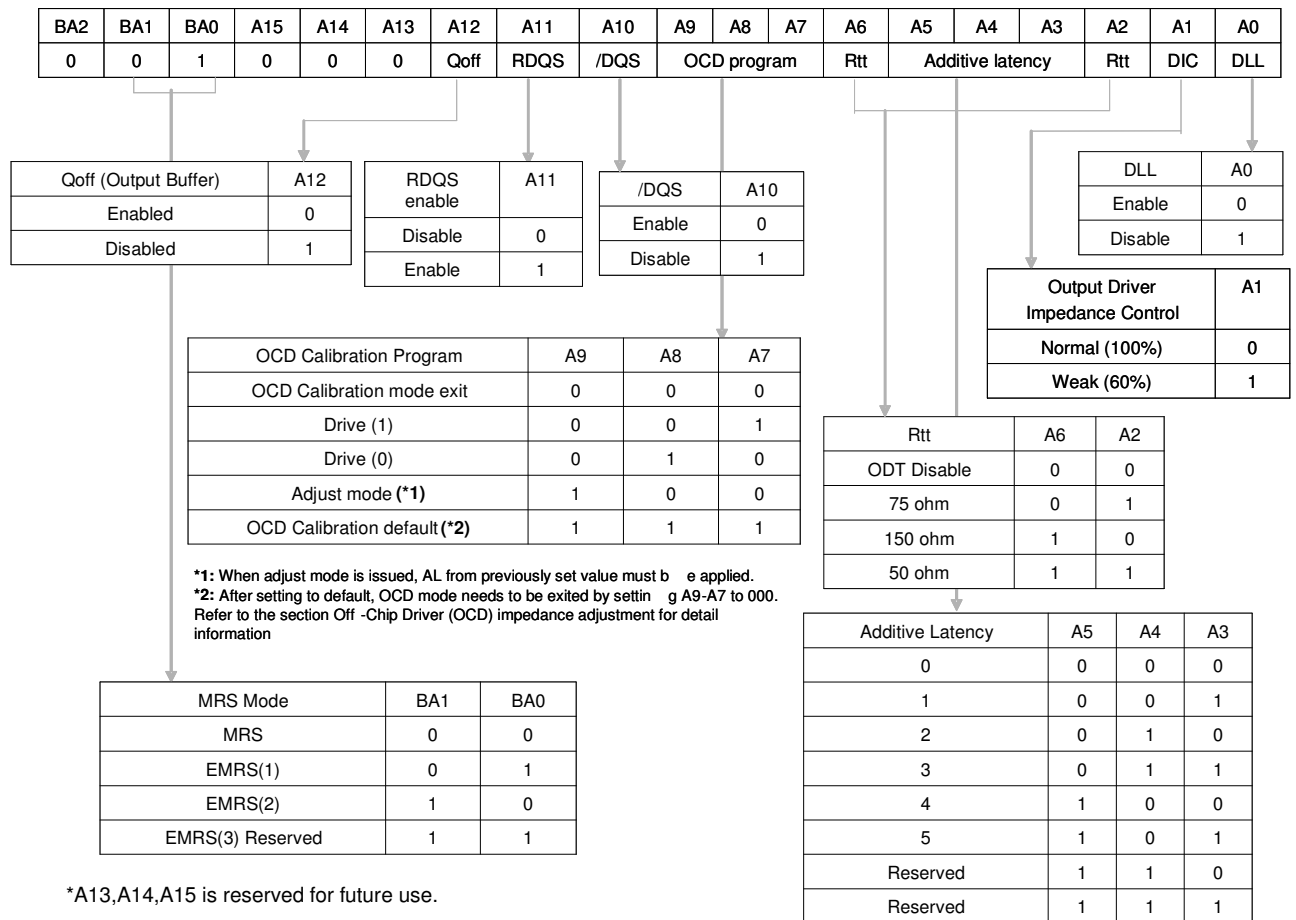 BA2 BA1 BA0 A15 A14 A13 A12 A11 A10 A9 A8 A7 A6 A5 A4 A3 A2 A1 A0
0 0 1 0 0 0 Qoff RDQS /DQS OCD program Rtt Additive latency Rtt DIC DLL
Qoff (Output Buffer) A12
Enabled 0
Disabled 1
RDQS enable A11
Disable 0
Enable 1
/DQS A10
Enable 0
Disable 1
DLL A0
Enable 0
Disable 1
Output Driver A1
Impedance Control
Normal (100%) 0
Weak (60%) 1
OCD Calibration Program A9 A8 A7
OCD Calibration mode exit 0 0 0
Drive (1) 0 0 1
Drive (0) 0 1 0
Adjust mode (*1) 1 0 0
OCD Calibration default (*2) 1 1 1
*1: When adjust mode is issued, AL from previously set value must b e applied.
*2: After setting to default, OCD mode needs to be exited by settin g A9-A7 to 000.
Refer to the section Off -Chip Driver (OCD) impedance adjustment for detail
information
Rtt A6 A2
ODT Disable 0 0
75 ohm 0 1
150 ohm 1 0
50 ohm 1 1
MRS Mode BA1 BA0
MRS 0 0
EMRS(1) 0 1
EMRS(2) 1 0
EMRS(3) Reserved 1 1
Additive Latency A5 A4 A3
0 0 0 0
1 0 0 1
2 0 1 0
3 0 1 1
4 1 0 0
5 1 0 1
Reserved 1 1 0
Reserved 1 1 1
*A13,A14,A15 is reserved for future use.